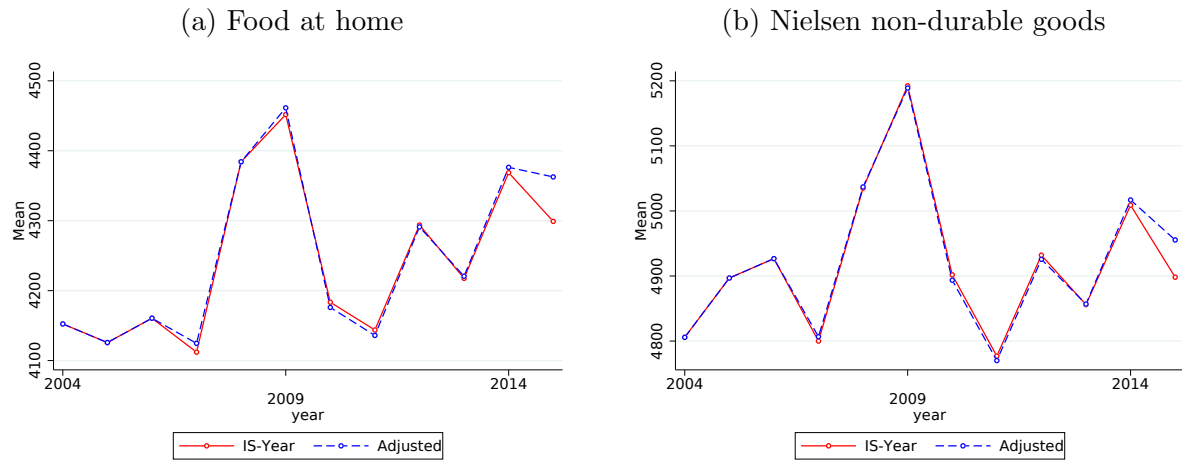 (a) Food at home
4500
4400
4300
4200
4100
Mean
2004
2009
2014
year
IS-Year
Adjusted
(b) Nielsen non-durable goods
5200
5100
5000
4900
4800
Mean
2004
2009
2014
year
IS-Year
Adjusted